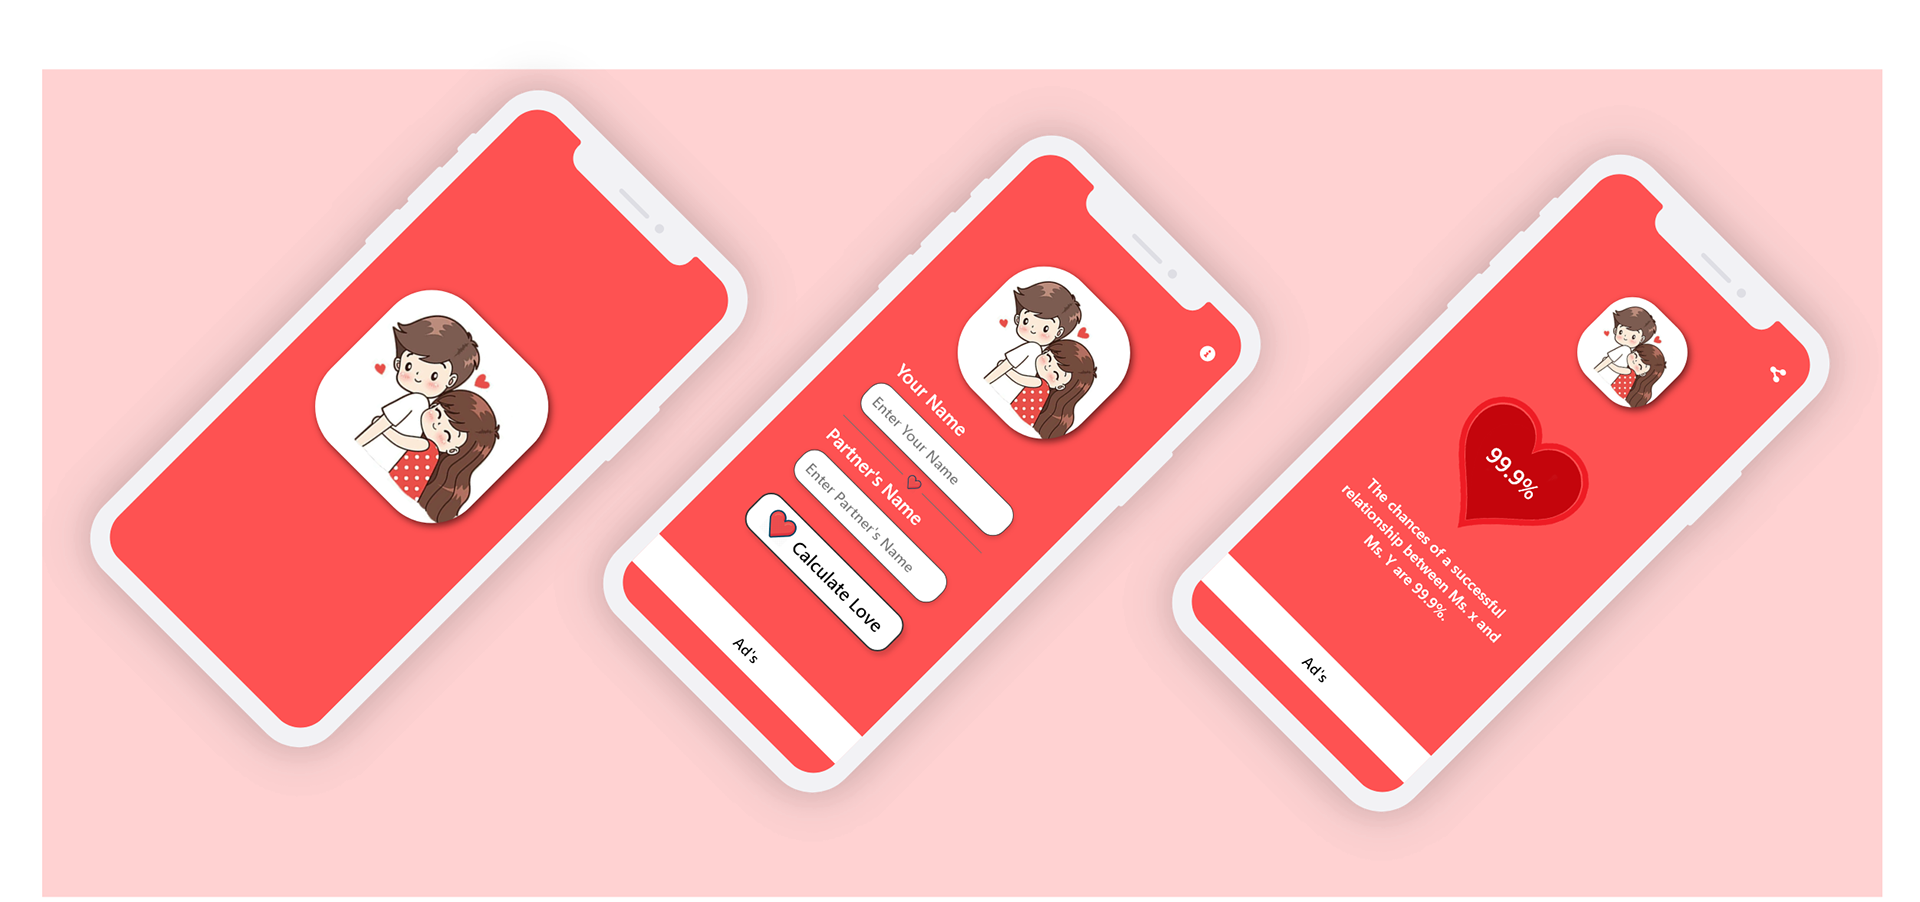 Your Name
Enter Your Name
Partner's Name
Enter Partner's Name
Calculate Love
Ad's
99.9%
The chances of a successful
relationship between Ms. x and
Ms. Y are 99.9%.
Ad's